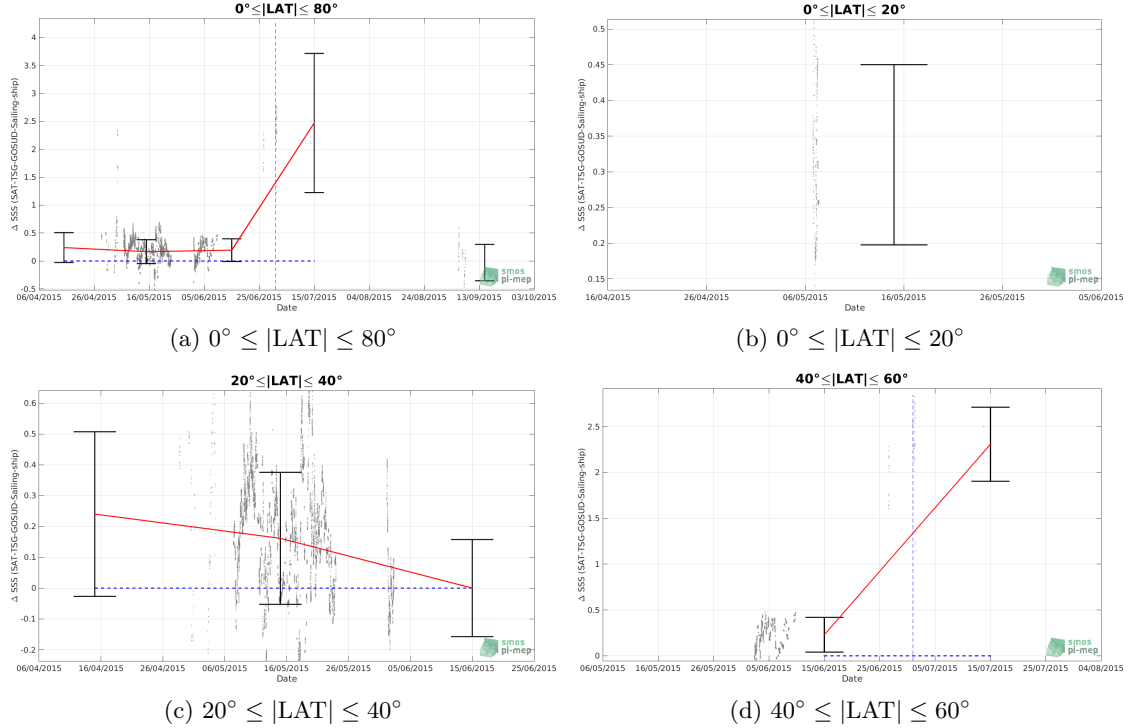 0°≤|LAT|≤ 80°
Δ SSS (SAT-TSG-GOSUD-Sailing-ship)
4
3.5
3
2.5
2
1.5
1
0.5
0
-0.5
06/04/2015 26/04/2015 16/05/2015 05/06/2015 25/06/2015 15/07/2015 04/08/2015 24/08/2015 13/09/2015 03/10/2015
Date
smos
pi-mep
(a) 0° ≤ |LAT| ≤ 80°
0°≤|LAT|≤ 20°
Δ SSS (SAT-TSG-GOSUD-Sailing-ship)
0.5
0.45
0.4
0.35
0.3
0.25
0.2
0.15
16/04/2015 26/04/2015 06/05/2015 16/05/2015 26/05/2015 05/06/2015
Date
smos
pi-mep
(b) 0° ≤ |LAT| ≤ 20°
20°≤|LAT|≤ 40°
Δ SSS (SAT-TSG-GOSUD-Sailing-ship)
0.6
0.5
0.4
0.3
0.2
0.1
0
-0.1
-0.2
06/04/2015 16/04/2015 26/04/2015 06/05/2015 16/05/2015 26/05/2015 05/06/2015 15/06/2015 25/06/2015
Date
smos
pi-mep
(c) 20° ≤ |LAT| ≤ 40°
40°≤|LAT|≤ 60°
Δ SSS (SAT-TSG-GOSUD-Sailing-ship)
2.5
2
1.5
1
0.5
0
06/05/2015 16/05/2015 26/05/2015 05/06/2015 15/06/2015 25/06/2015 05/07/2015 15/07/2015 25/07/2015 04/08/2015
Date
smos
pi-mep
(d) 40° ≤ |LAT| ≤ 60°